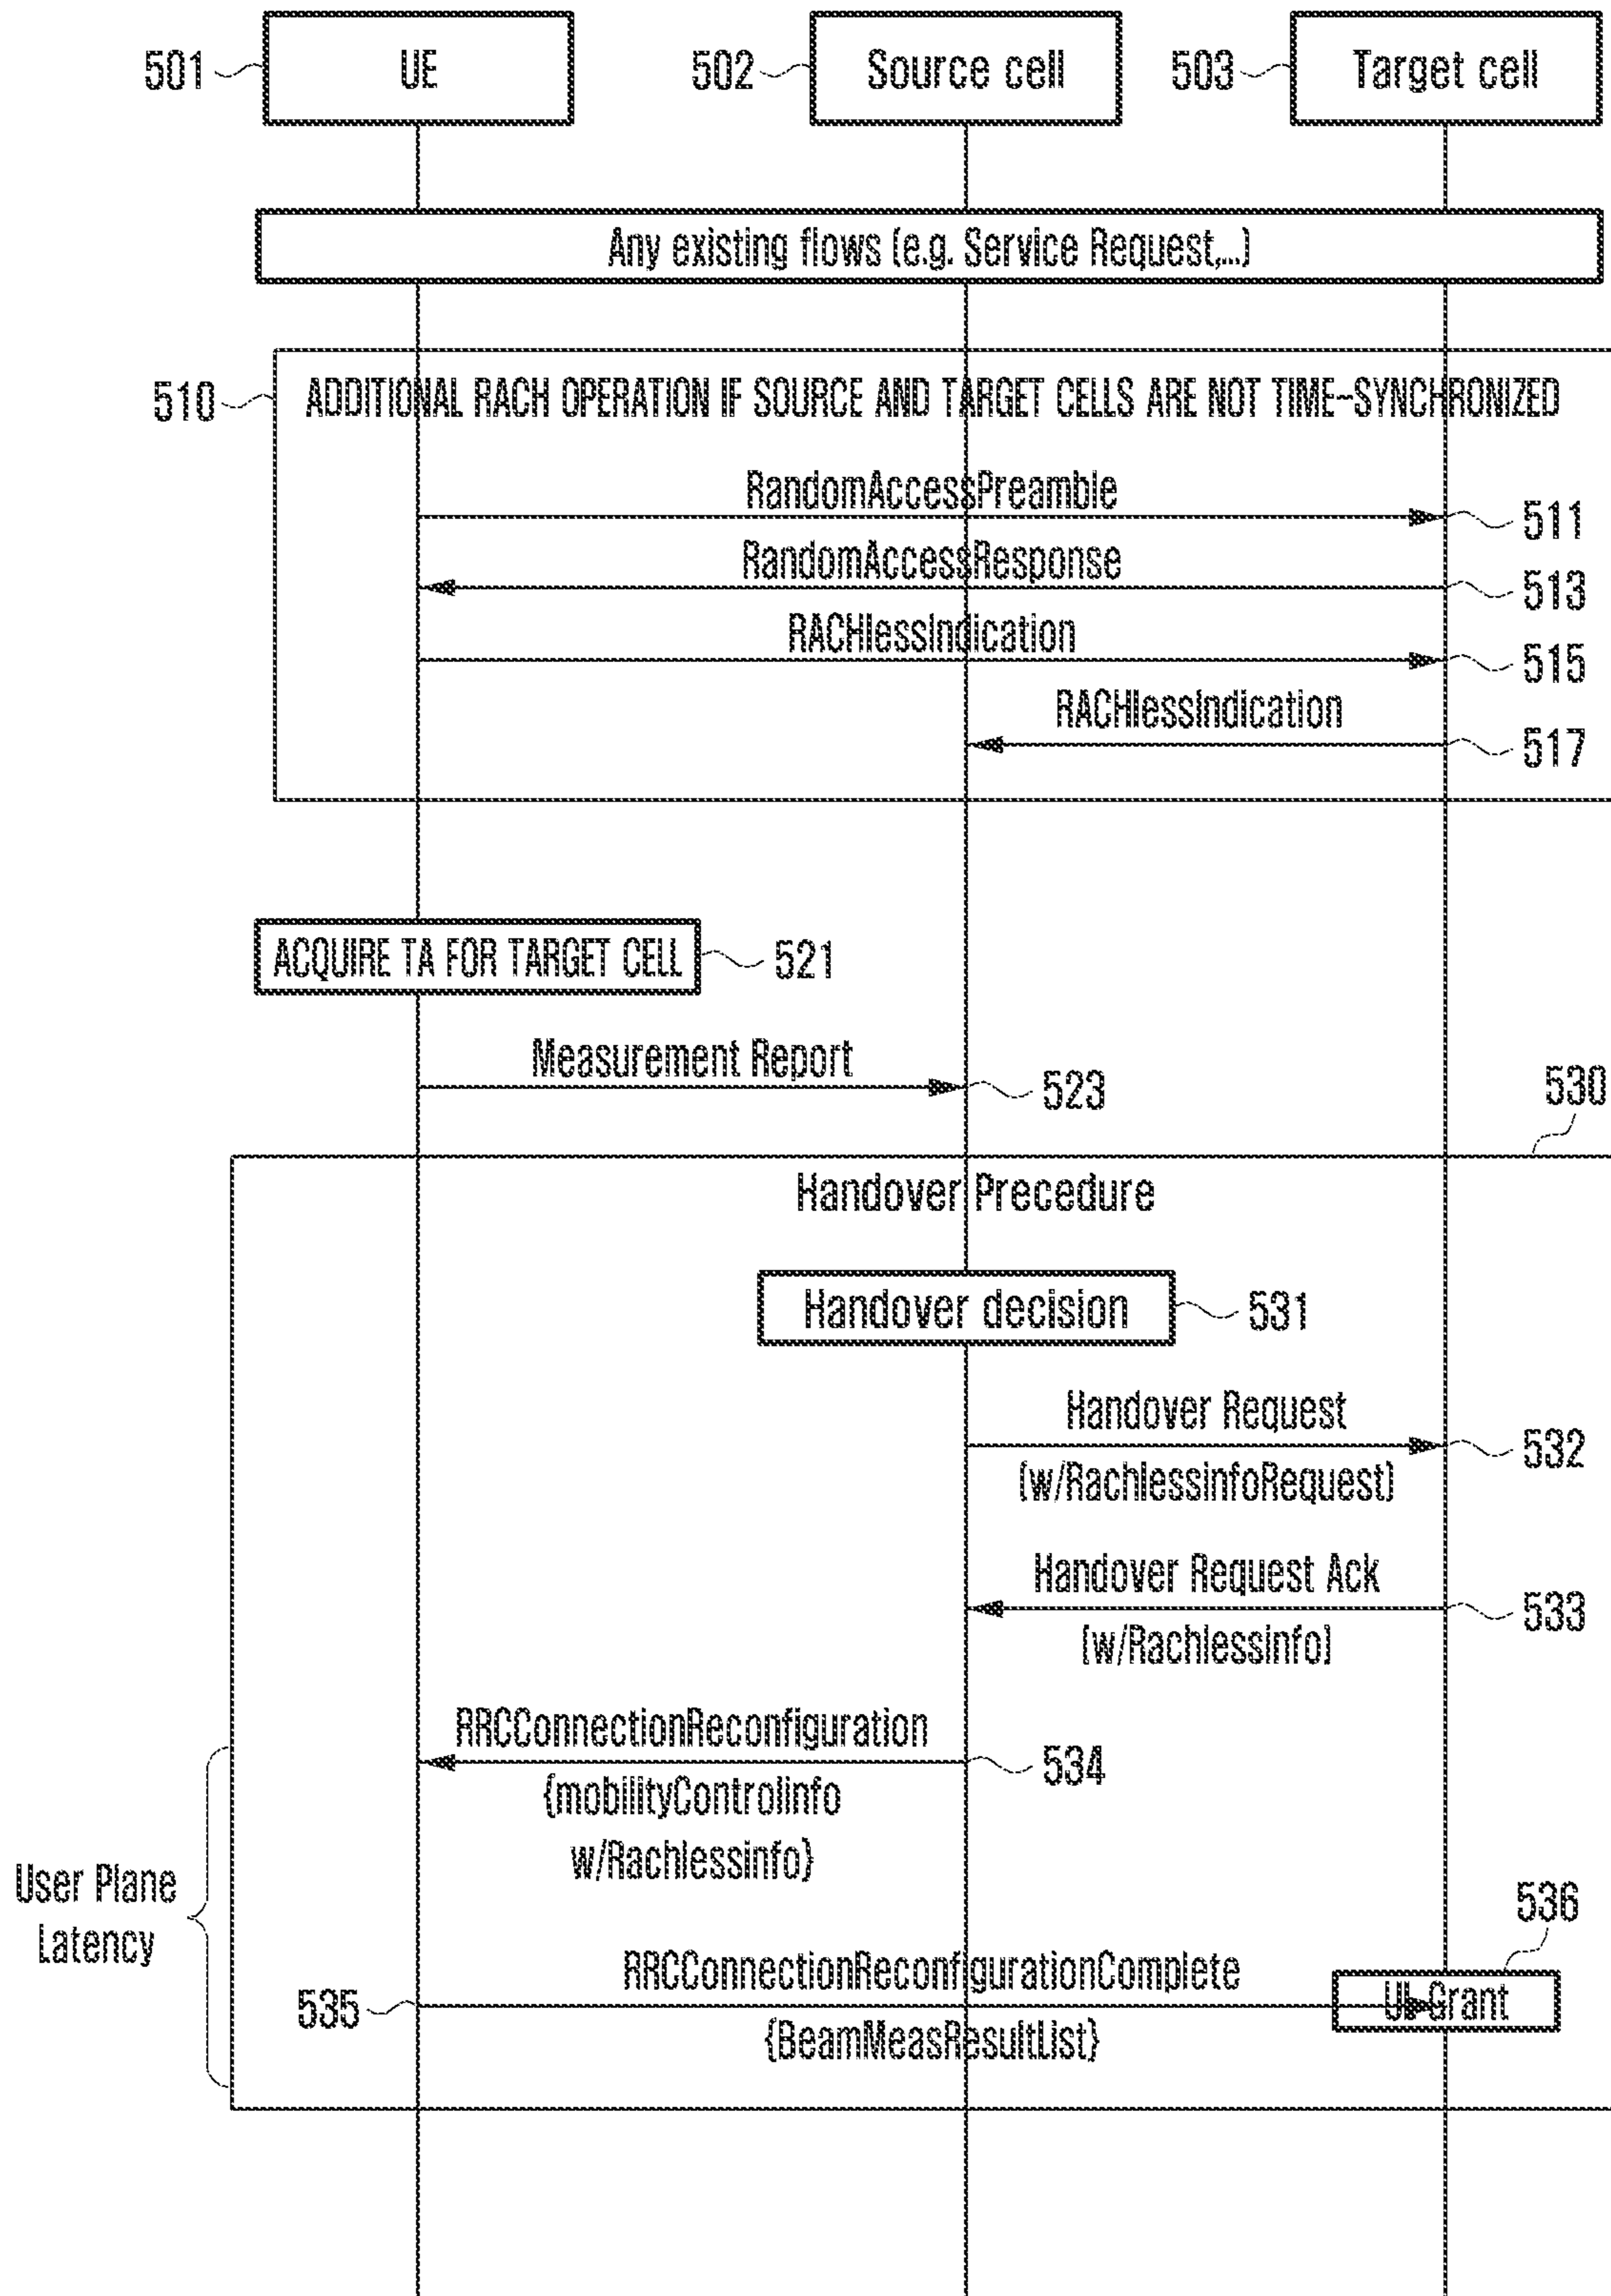 501
UE
502
Source cell
503
Target cell
Any existing flows (e.g. Service Request,...)
510
ADDITIONAL RACH OPERATION IF SOURCE AND TARGET CELLS ARE NOT TIME-SYNCHRONIZED
RandomAccessPreamble
511
RandomAccessResponse
513
RACHlessIndication
515
RACHlessIndication
517
ACQUIRE TA FOR TARGET CELL
521
Measurement Report
523
530
Handover Precedure
Handover decision
531
Handover Request
532
(w/RachlessinfoRequest)
Handover Request Ack
533
(w/Rachlessinfo)
RRCConnectionReconfiguration
534
{mobilityControlinfo
w/Rachlessinfo}
User Plane
Latency
536
RRCConnectionReconfigurationComplete
535
UL Grant
{BeamMeasResultList}